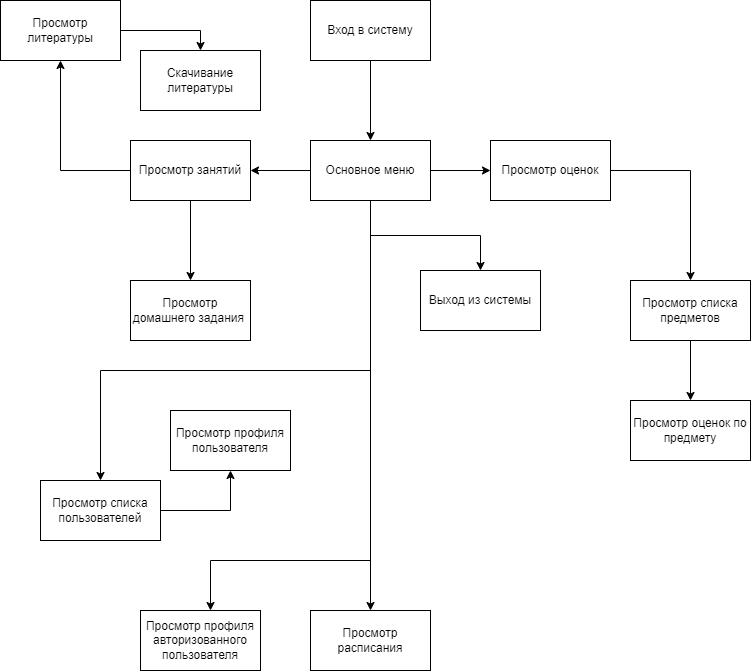 Просмотр
литературы
Вход в систему
Скачивание
литературы
Просмотр занятий
Основное меню
Просмотр оценок
Просмотр
домашнего задания
Выход из системы
Просмотр списка
предметов
Просмотр профиля
пользователя
Просмотр оценок по
предмету
Просмотр списка
пользователей
Просмотр профиля
авторизованного
пользователя
Просмотр
расписания